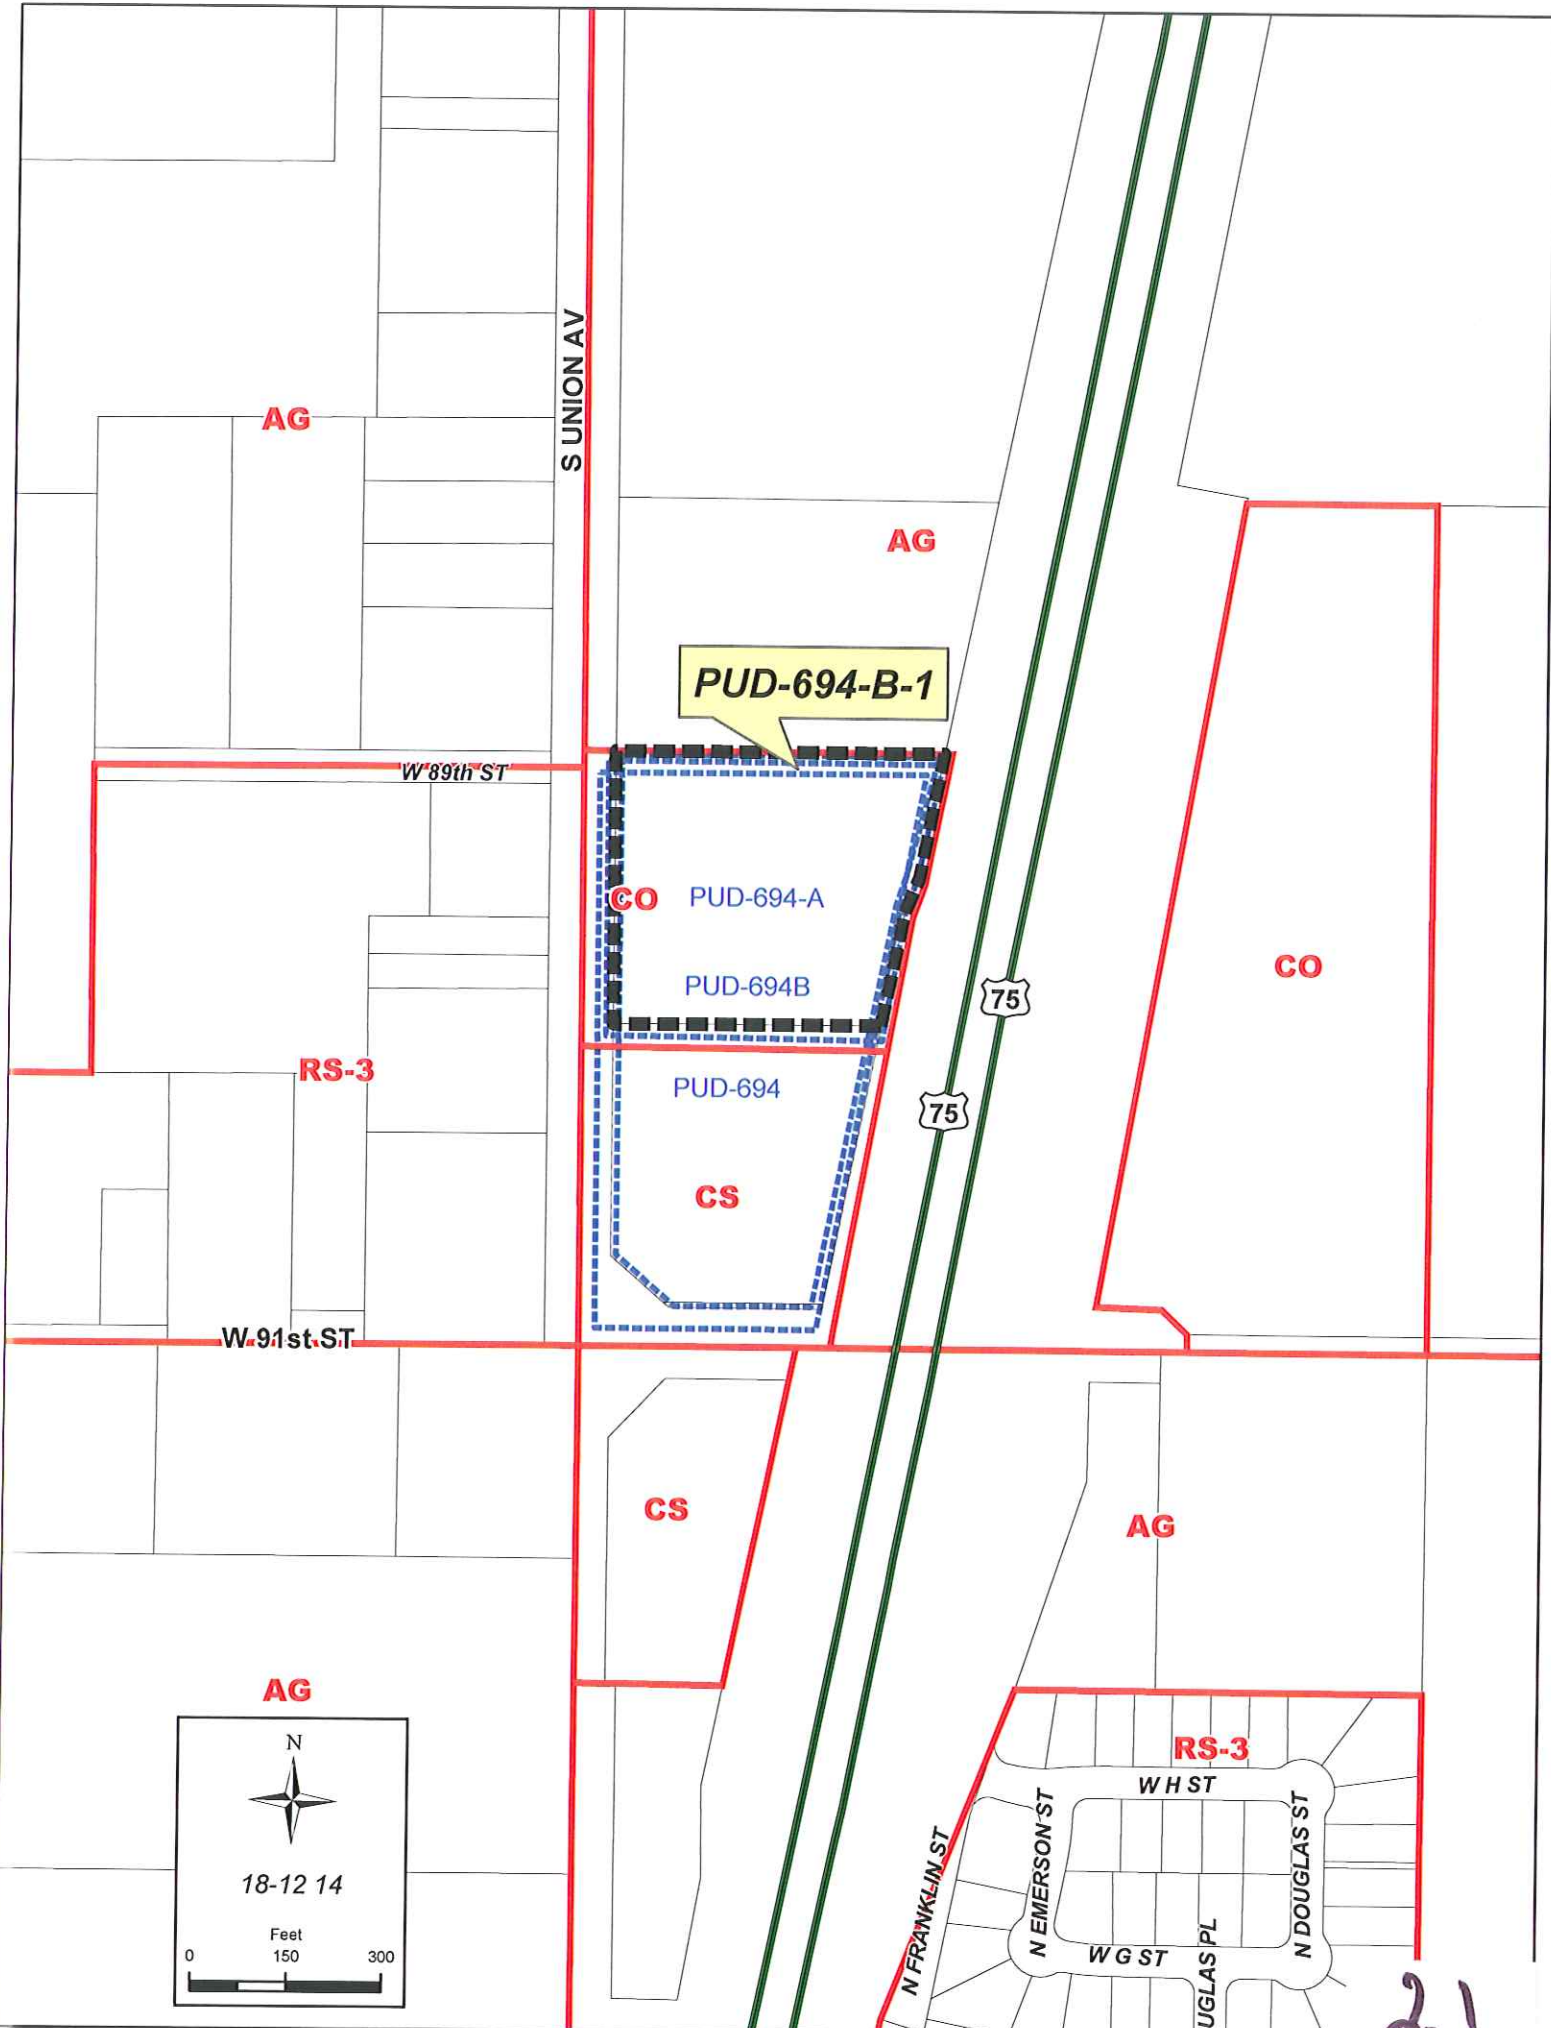 S UNION AV
AG
AG
PUD-694-B-1
W 89th ST
CO
PUD-694-A
PUD-694B
CO
75
RS-3
PUD-694
75
CS
W 91st ST
CS
AG
AG
RS-3
N
W H ST
18-12 14
N FRANKLIN ST
N EMERSON ST
N DOUGLAS ST
Feet
0 150 300
W G ST
UGLAS PL